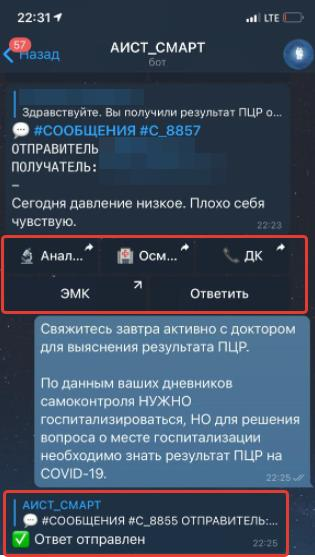 22:31
LTE
57
Назад
АИСТ_СМАРТ
бот
Здравствуйте. Вы получили результат ПЦР о...
💬 #СООБЩЕНИЯ #С_8857
ОТПРАВИТЕЛЬ
ПОЛУЧАТЕЛЬ:
–
Сегодня давление низкое. Плохо себя
чувствую.
22:23
🔬 Анал... 🏥 Осм... 📞 ДК
ЭМК Ответить
Свяжитесь завтра активно с доктором
для выяснения результата ПЦР.
По данным ваших дневников
самоконтроля НУЖНО
госпитализироваться, НО для решения
вопроса о месте госпитализации
необходимо знать результат ПЦР на
COVID-19.
22:25
АИСТ_СМАРТ
💬 #СООБЩЕНИЯ #С_8855 ОТПРАВИТЕЛЬ:...
✅ Ответ отправлен
22:25